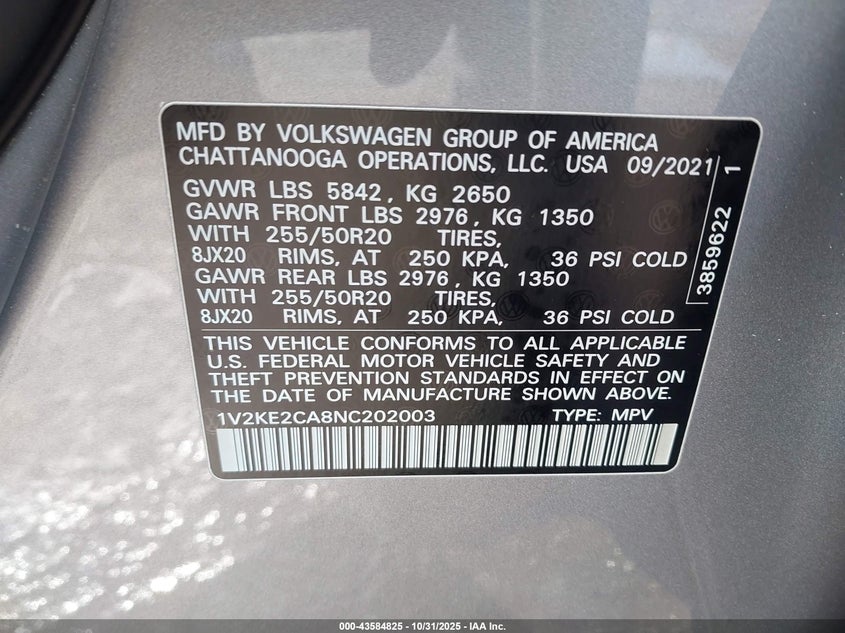 MFD BY VOLKSWAGEN GROUP OF AMERICA
CHATTANOOGA OPERATIONS, LLC. USA 09/2021
GVWR LBS 5842, KG 2650
GAWR FRONT LBS 2976, KG 1350
WITH 255/50R20 TIRES,
8JX20 RIMS, AT 250 KPA, 36 PSI COLD
GAWR REAR LBS 2976, KG 1350
WITH 255/50R20 TIRES,
8JX20 RIMS, AT 250 KPA, 36 PSI COLD
THIS VEHICLE CONFORMS TO ALL APPLICABLE
U.S. FEDERAL MOTOR VEHICLE SAFETY AND
THEFT PREVENTION STANDARDS IN EFFECT ON
THE DATE OF MANUFACTURE SHOWN ABOVE.
1V2KE2CA8NC202003 TYPE: MPV
3859622 1
000-43584825 - 10/31/2025 - IAA Inc.